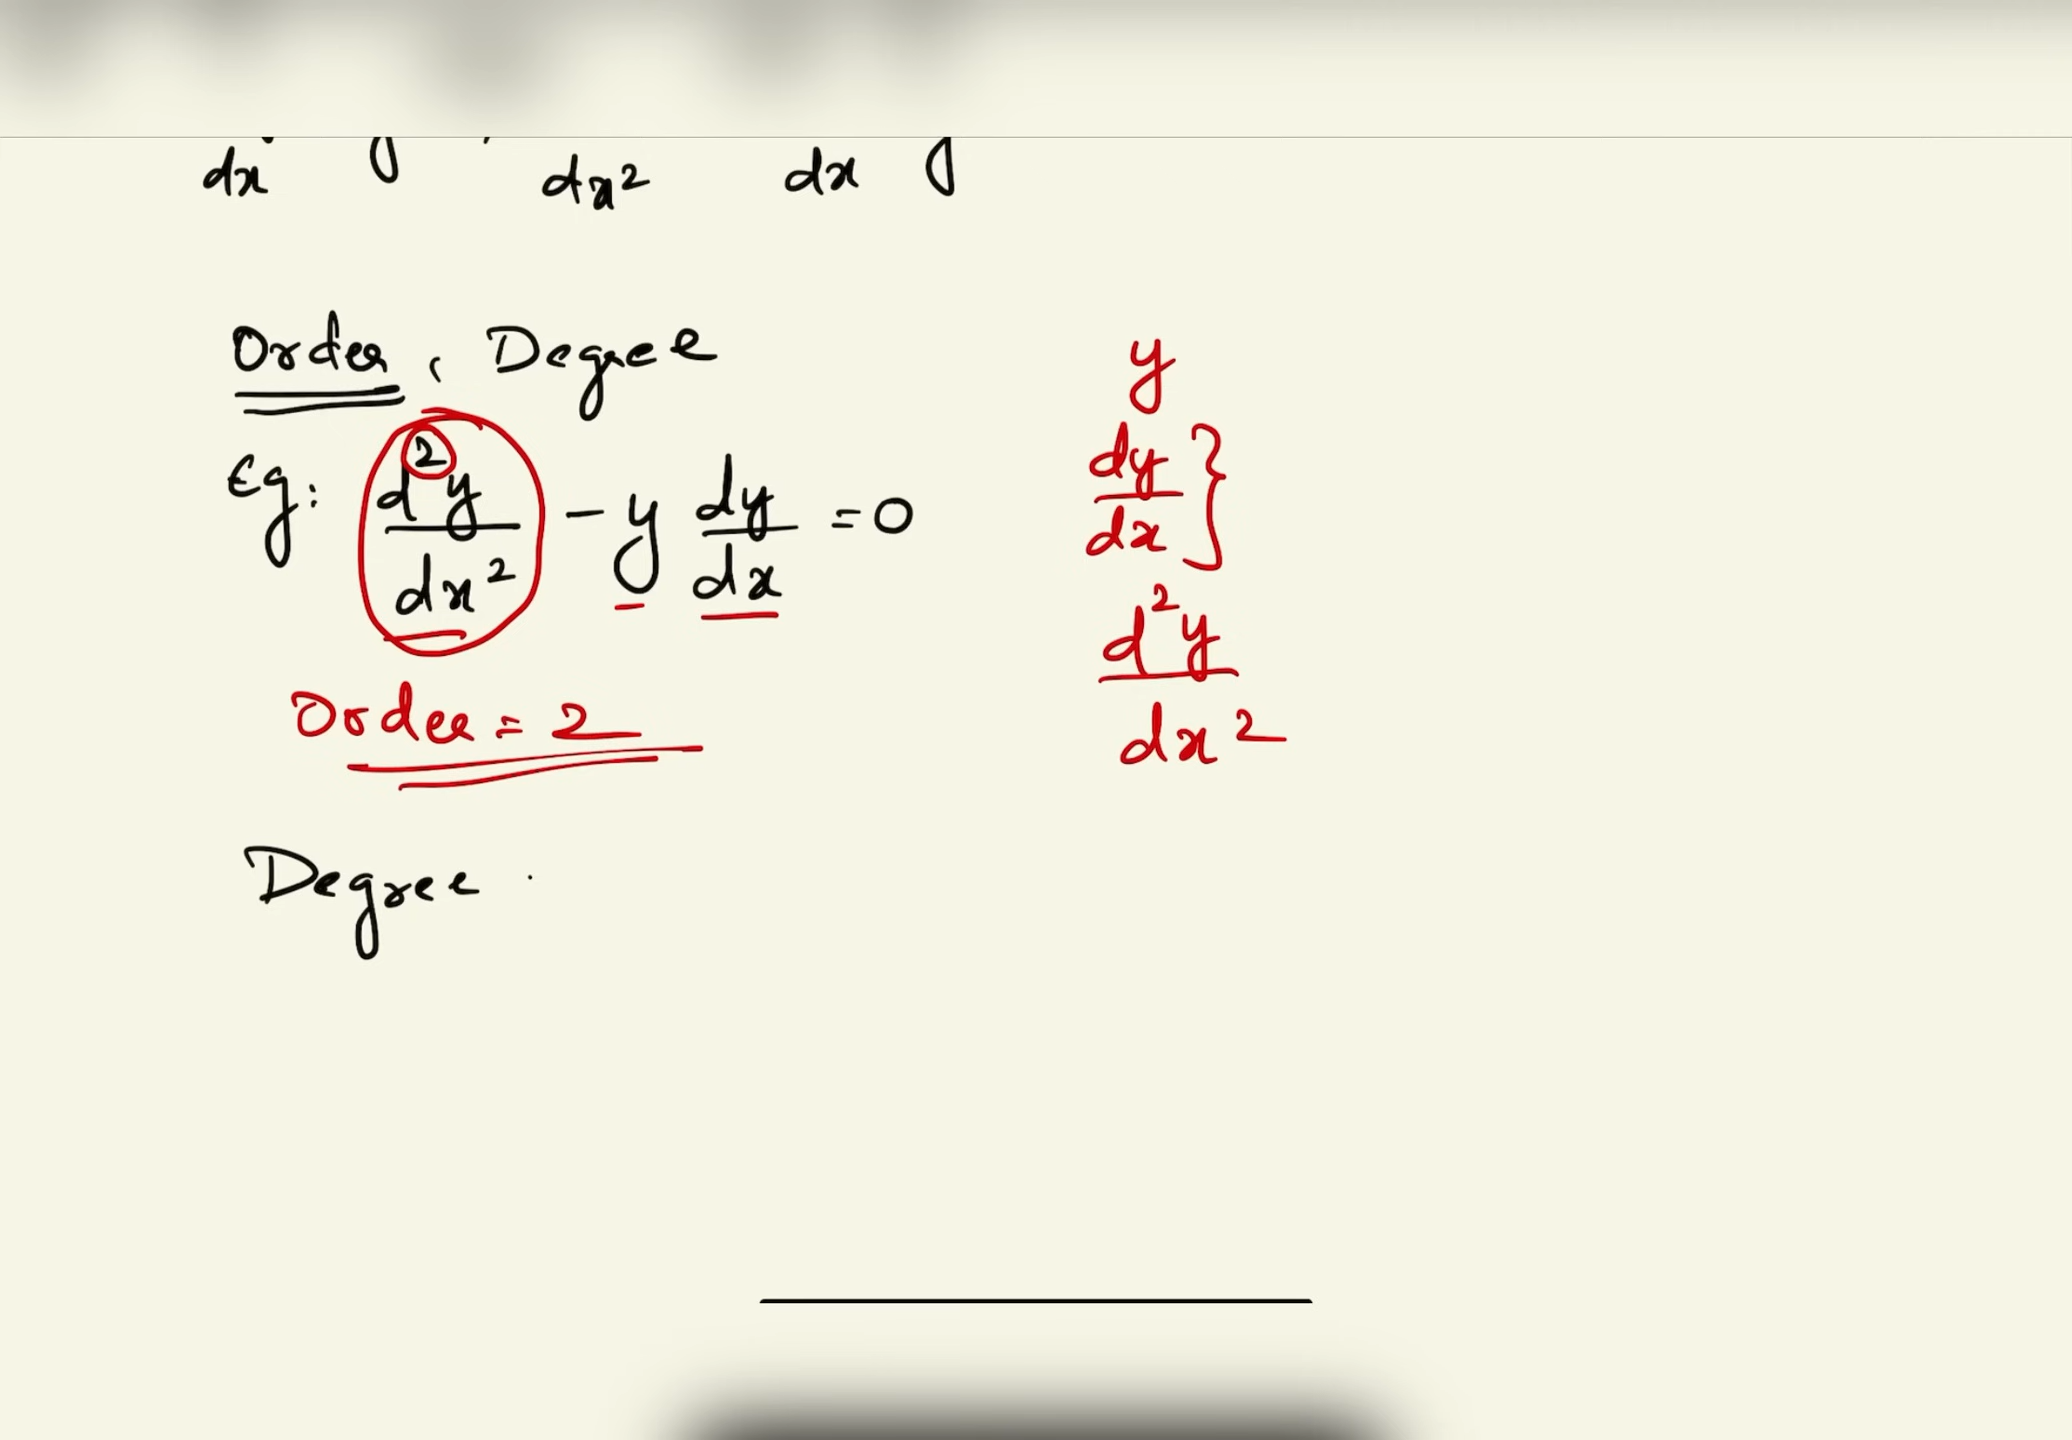 dx dx² dx
Order, Degree
Eg: d²y/dx² - y dy/dx = 0
Order = 2
Degree
y
dy/dx }
d²y/dx²